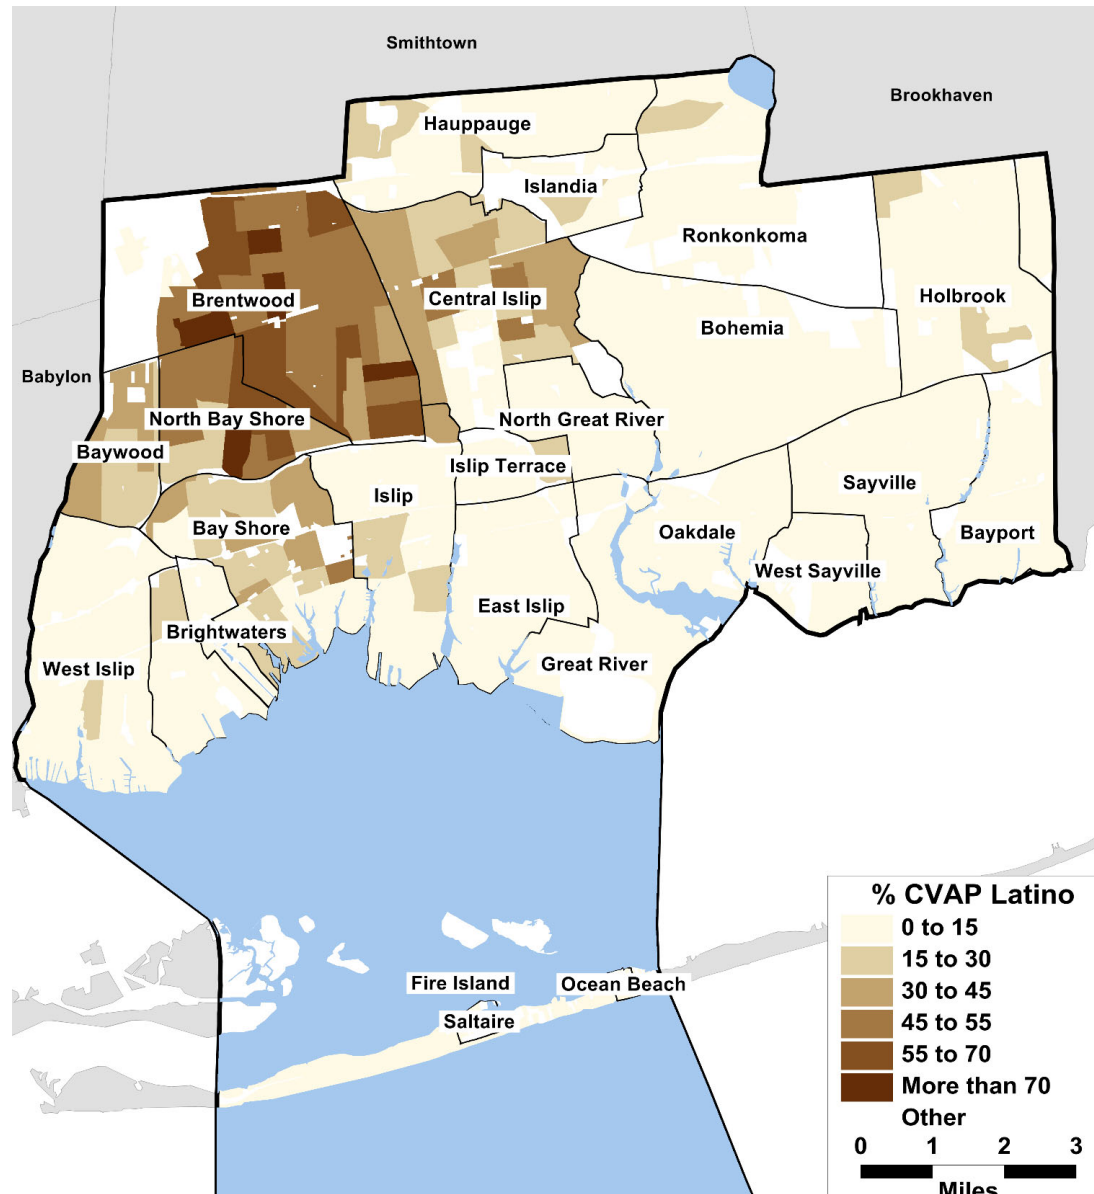 Smithtown
Brookhaven
Hauppauge
Islandia
Ronkonkoma
Brentwood
Central Islip
Holbrook
Bohemia
Babylon
North Bay Shore
North Great River
Baywood
Islip Terrace
Islip
Sayville
Bay Shore
Oakdale
Bayport
West Sayville
East Islip
Brightwaters
West Islip
Great River
Fire Island
Ocean Beach
Saltaire
% CVAP Latino
0 to 15
15 to 30
30 to 45
45 to 55
55 to 70
More than 70
Other
0 1 2 3
Miles